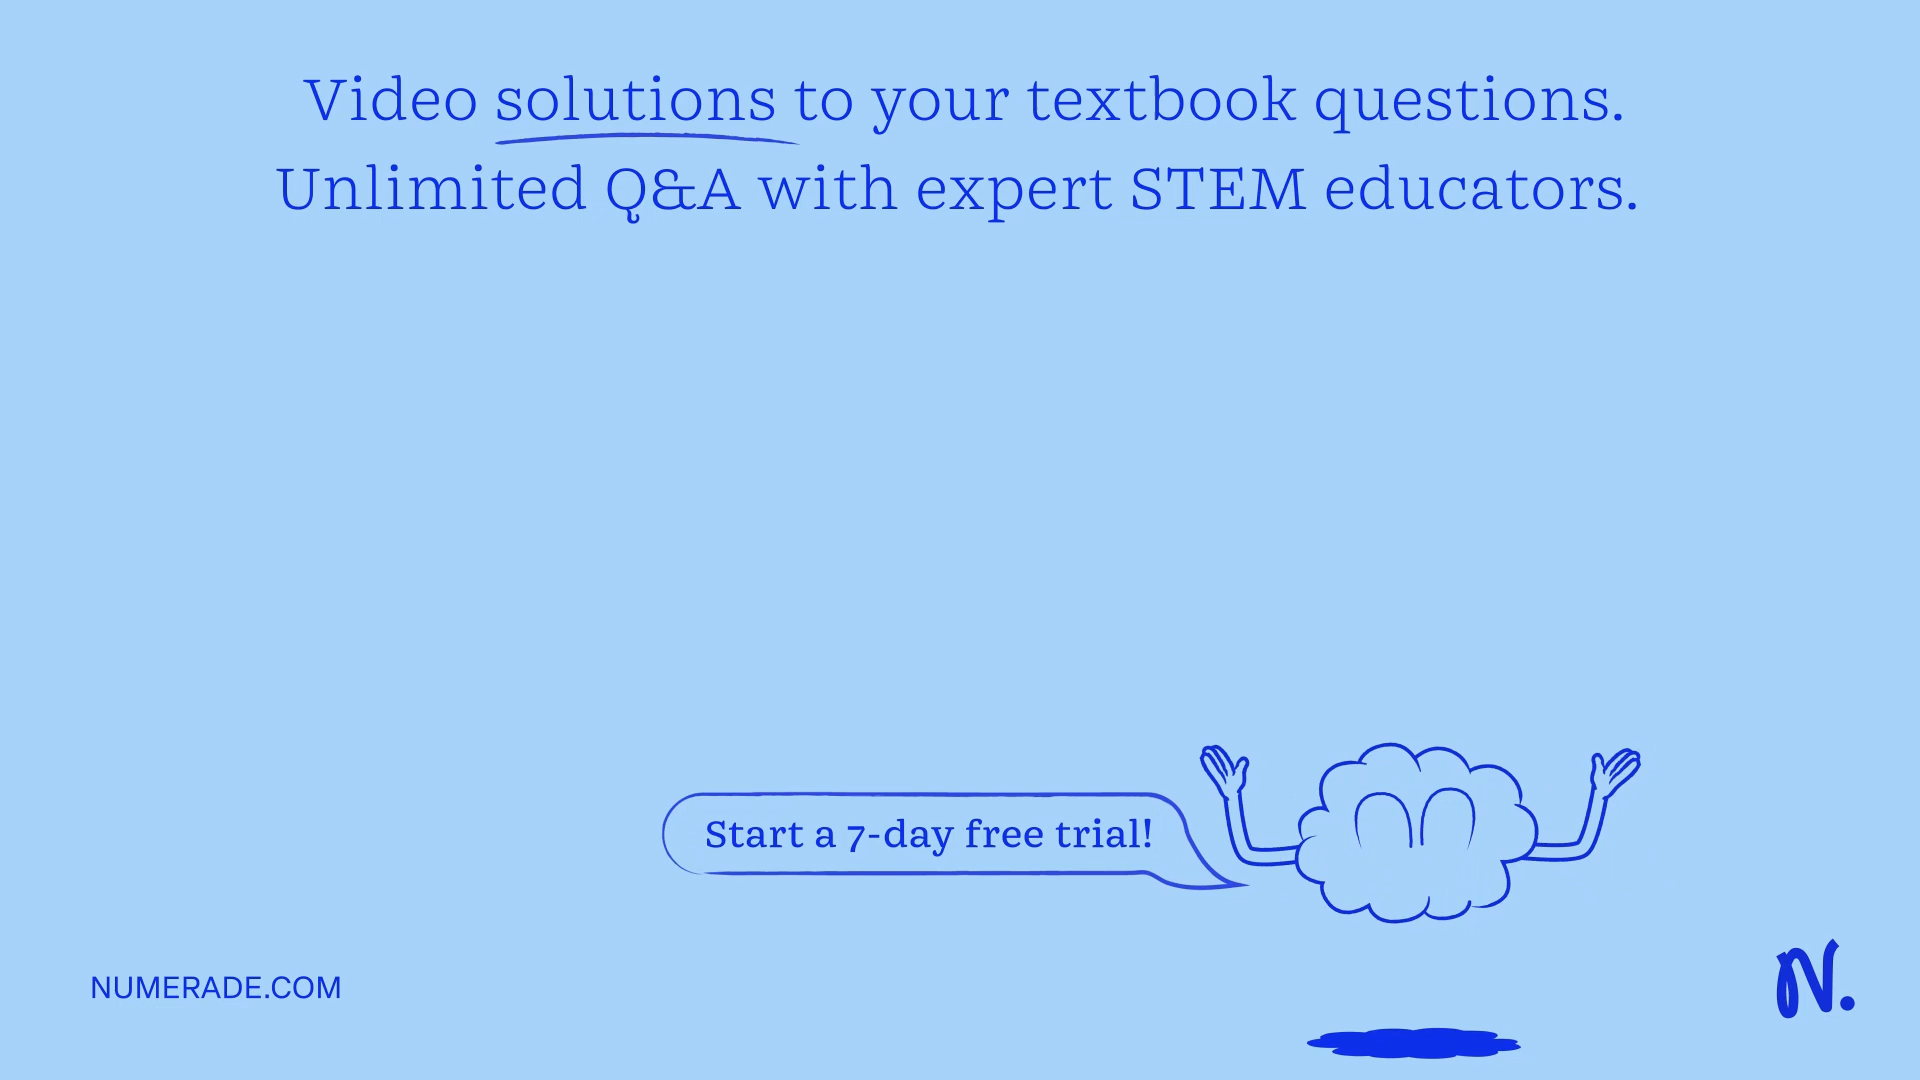 Video solutions to your textbook questions.
Unlimited Q&A with expert STEM educators.
Start a 7-day free trial!
NUMERADE.COM
N.